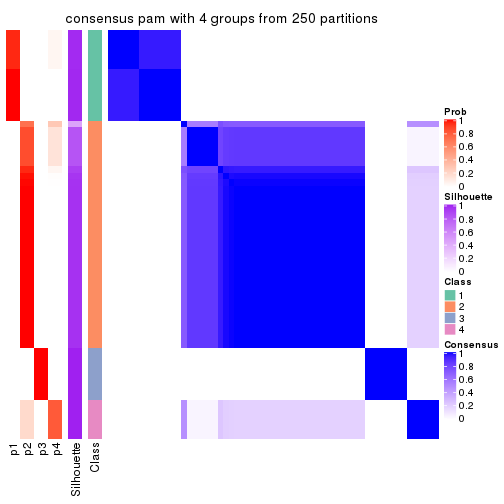 consensus pam with 4 groups from 250 partitions
Prob
1
0.8
0.6
0.4
0.2
0
Silhouette
1
0.8
0.6
0.4
0.2
0
Class
1
2
3
4
Consensus
1
0.8
0.6
0.4
0.2
0
p1
p2
p3
p4
Silhouette
Class